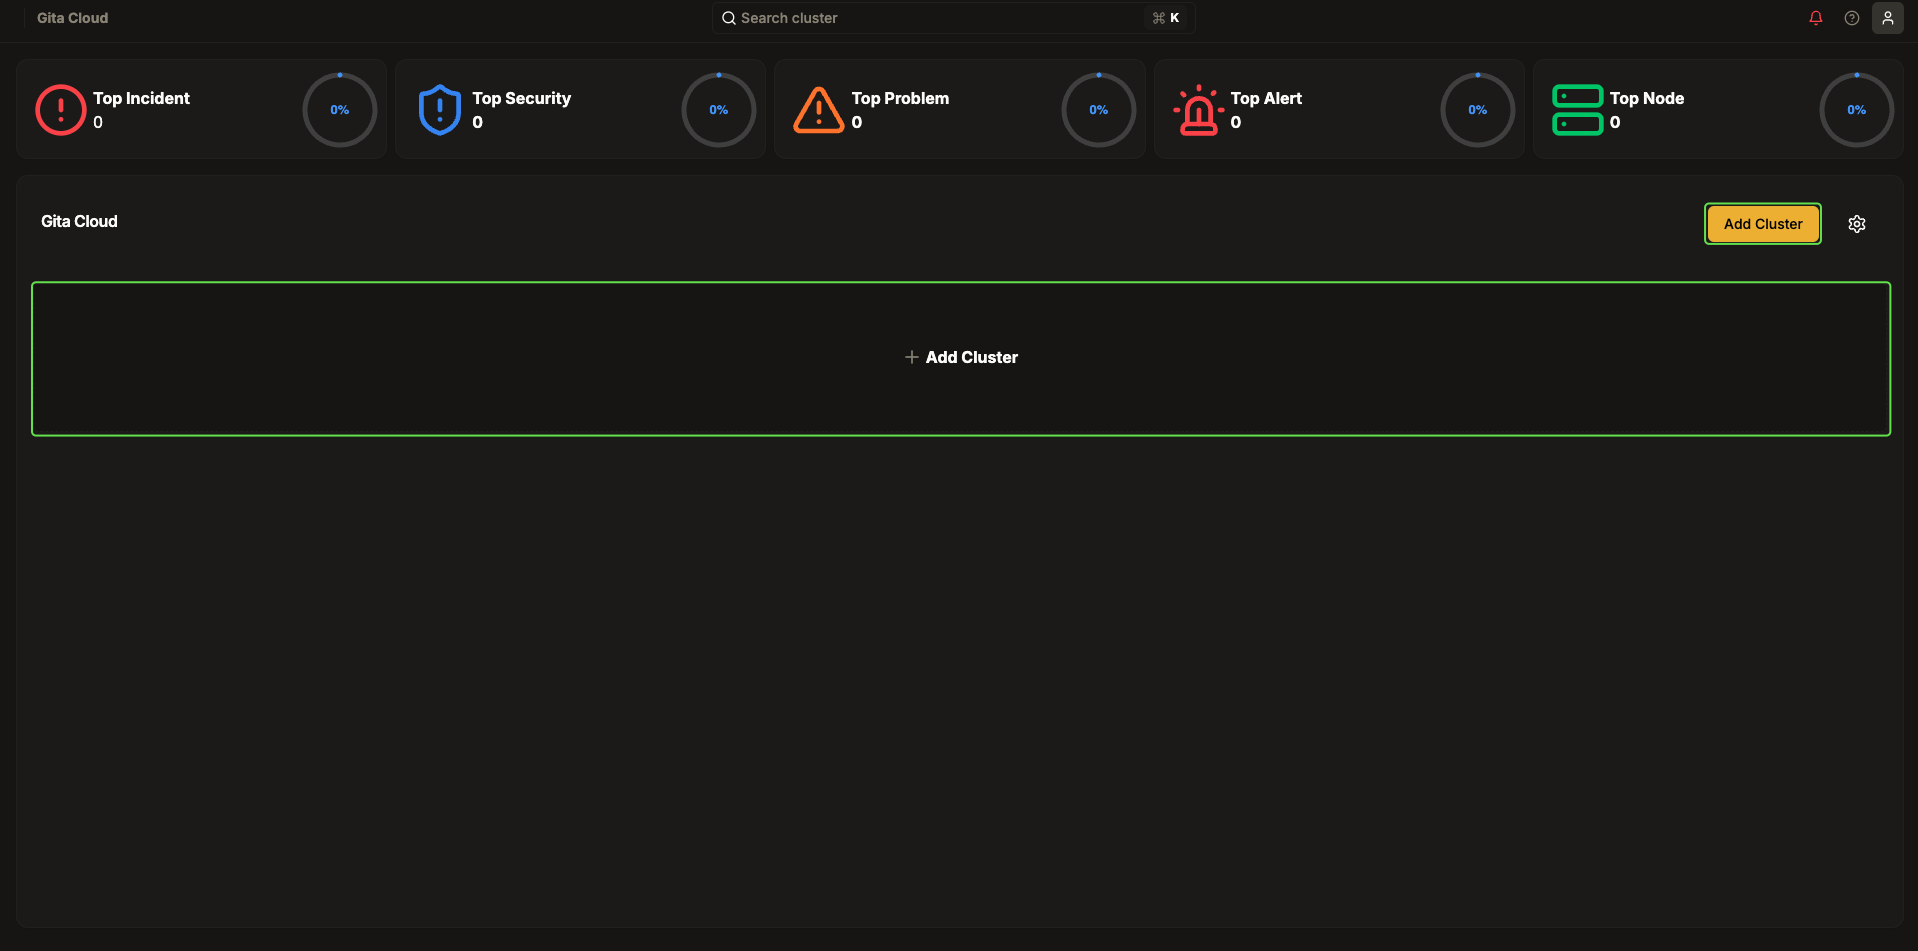 Gita Cloud
Search cluster
⌘ K
Top Incident
0
0%
Top Security
0
0%
Top Problem
0
0%
Top Alert
0
0%
Top Node
0
0%
Gita Cloud
Add Cluster
+ Add Cluster